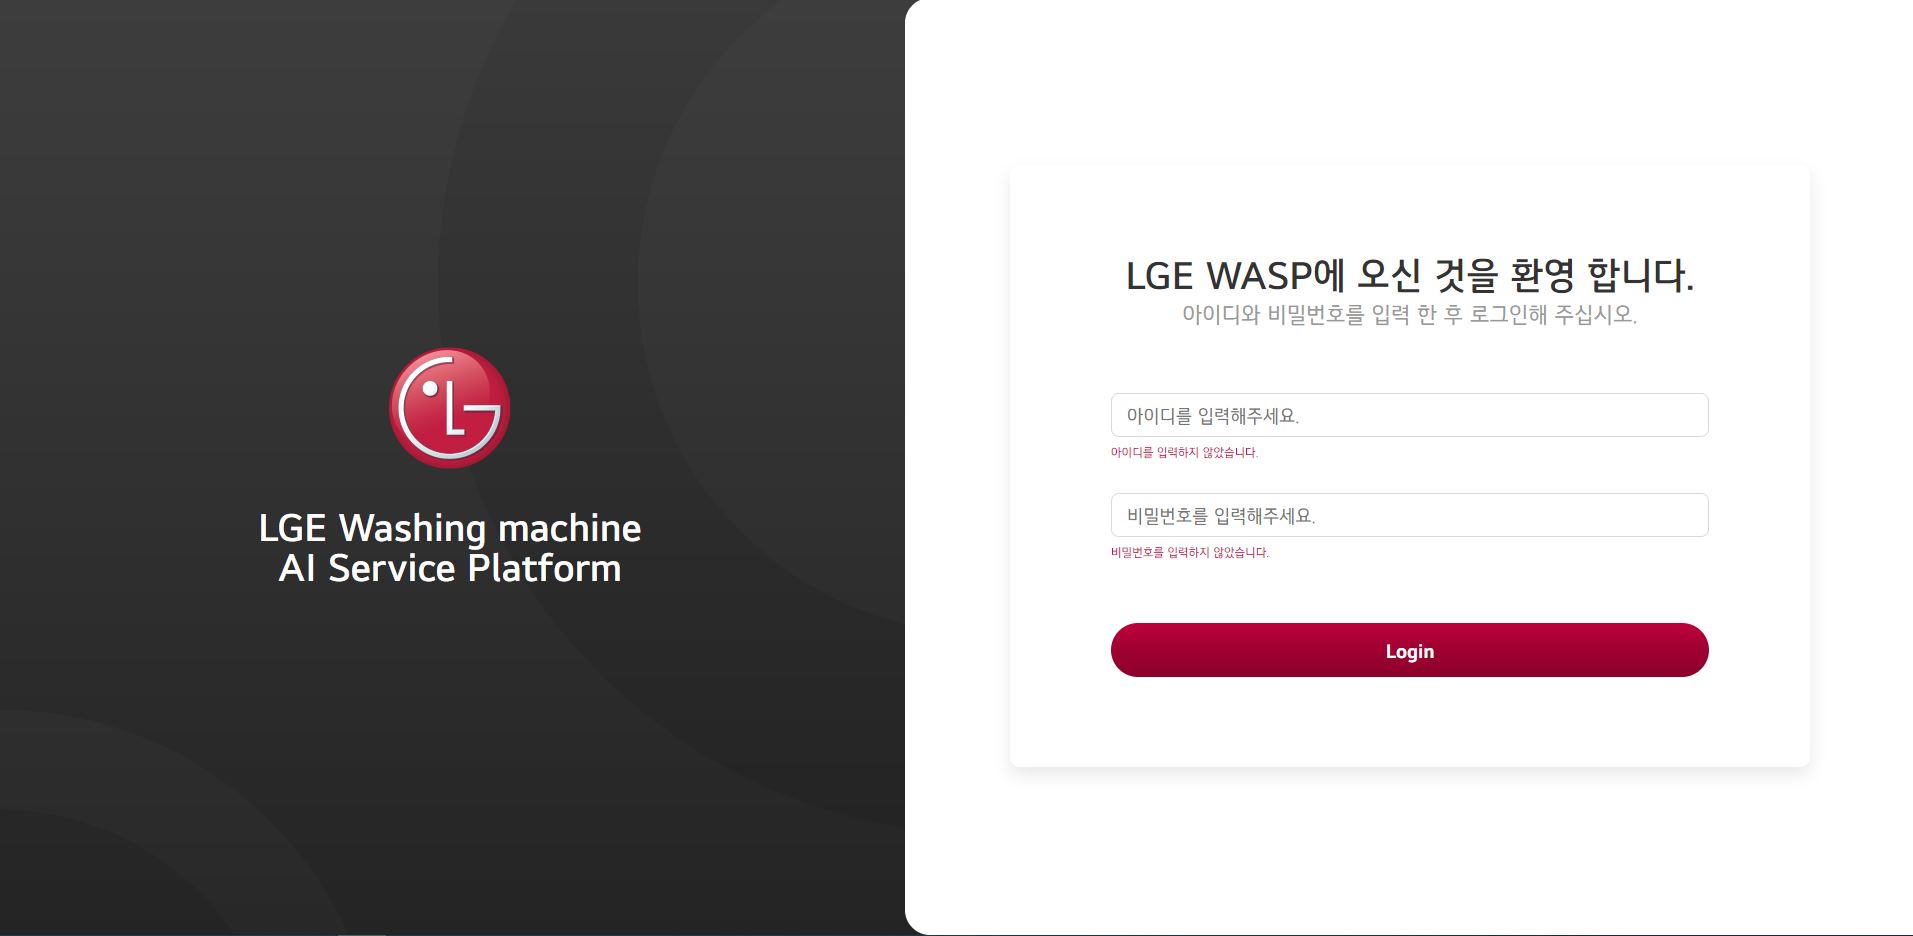 LG
LGE Washing machine
AI Service Platform
LGE WASP에 오신 것을 환영 합니다.
아이디와 비밀번호를 입력 한 후 로그인해 주십시오.
아이디를 입력해주세요.
아이디를 입력하지 않았습니다.
비밀번호를 입력해주세요.
비밀번호를 입력하지 않았습니다.
Login